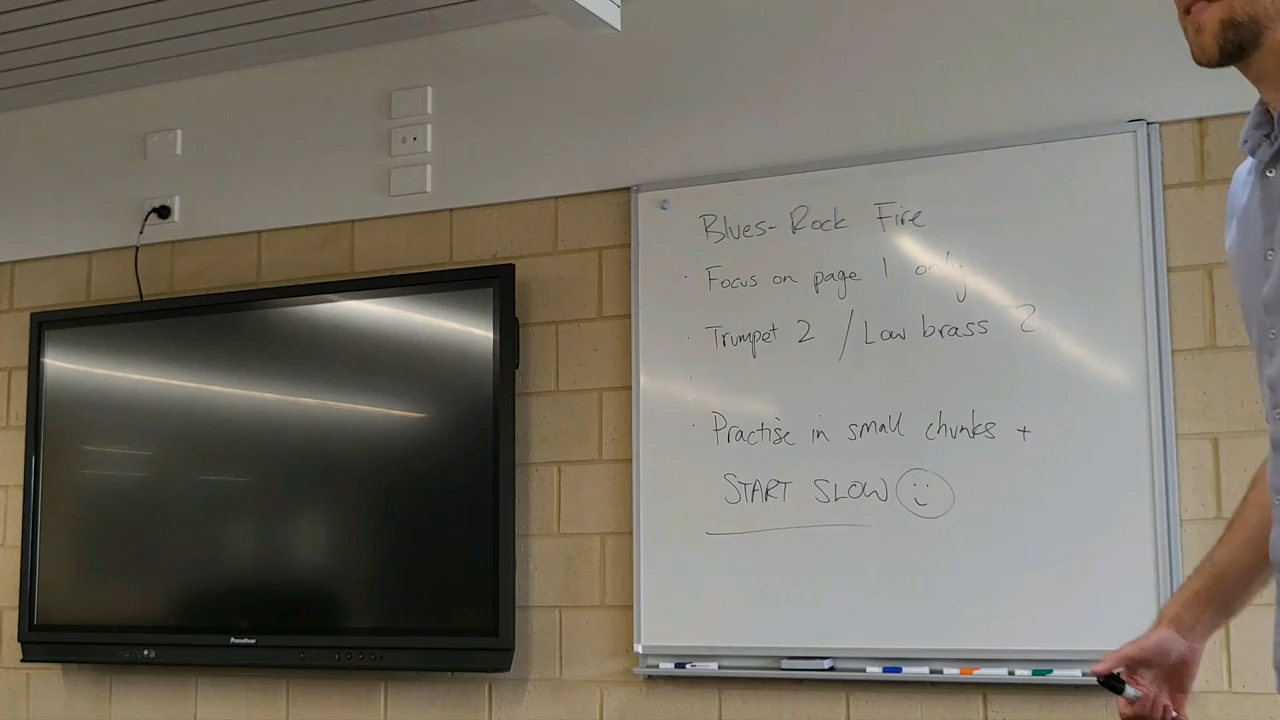 Blues-Rock Fire
· Focus on page 1 only
· Trumpet 2 / Low brass 2
· Practise in small chunks +
START SLOW
Promethean